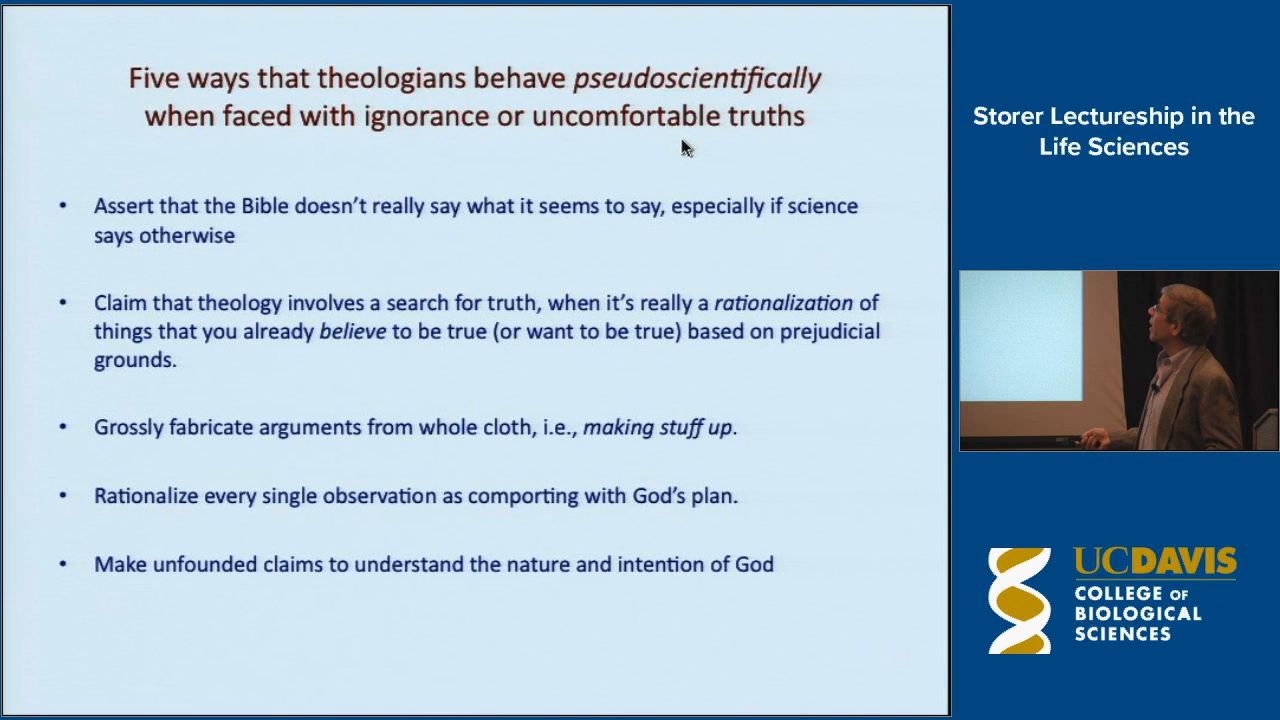 Five ways that theologians behave pseudoscientifically
when faced with ignorance or uncomfortable truths
• Assert that the Bible doesn't really say what it seems to say, especially if science
says otherwise
• Claim that theology involves a search for truth, when it's really a rationalization of
things that you already believe to be true (or want to be true) based on prejudicial
grounds.
• Grossly fabricate arguments from whole cloth, i.e., making stuff up.
• Rationalize every single observation as comporting with God's plan.
• Make unfounded claims to understand the nature and intention of God
Storer Lectureship in the
Life Sciences
UCDAVIS
COLLEGE OF
BIOLOGICAL
SCIENCES